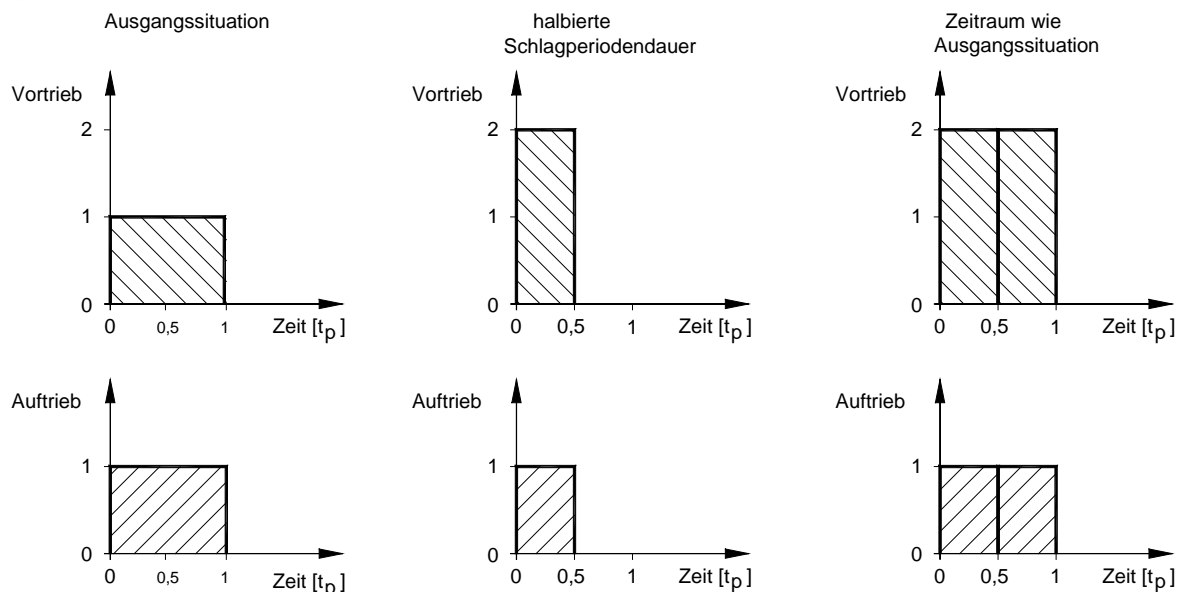 Ausgangssituation
halbierte
Schlagperiodendauer
Zeitraum wie
Ausgangssituation
Vortrieb
2
1
0
0 0,5 1 Zeit [tp]
Vortrieb
2
1
0
0 0,5 1 Zeit [tp]
Vortrieb
2
1
0
0 0,5 1 Zeit [tp]
Auftrieb
1
0
0 0,5 1 Zeit [tp]
Auftrieb
1
0
0 0,5 1 Zeit [tp]
Auftrieb
1
0
0 0,5 1 Zeit [tp]